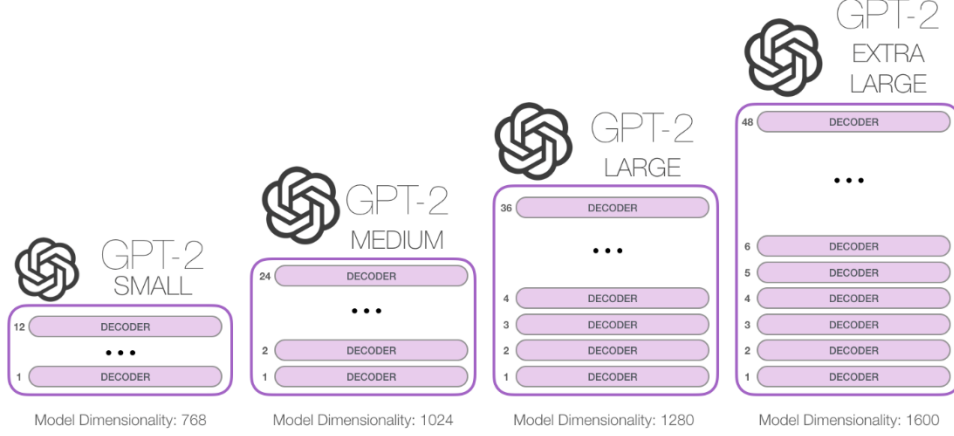 GPT-2
SMALL
12 DECODER
...
1 DECODER
Model Dimensionality: 768
GPT-2
MEDIUM
24 DECODER
...
2 DECODER
1 DECODER
Model Dimensionality: 1024
GPT-2
LARGE
36 DECODER
...
4 DECODER
3 DECODER
2 DECODER
1 DECODER
Model Dimensionality: 1280
GPT-2
EXTRA
LARGE
48 DECODER
...
6 DECODER
5 DECODER
4 DECODER
3 DECODER
2 DECODER
1 DECODER
Model Dimensionality: 1600